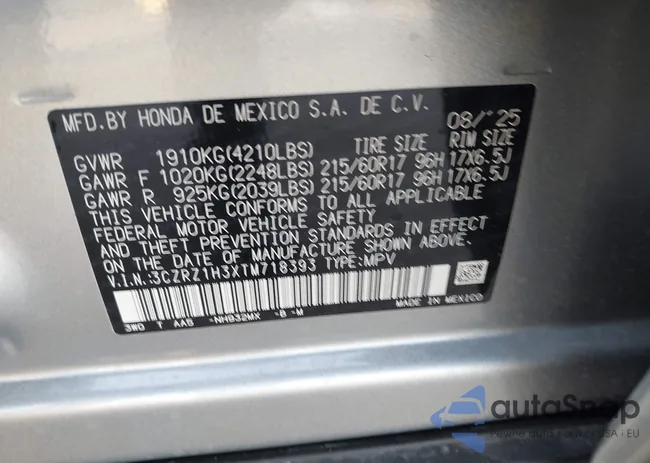 MFD.BY HONDA DE MEXICO S.A. DE C.V. 08/'25
TIRE SIZE RIM SIZE
GVWR 1910KG(4210LBS)
GAWR F 1020KG(2248LBS) 215/60R17 96H 17X6.5J
GAWR R 925KG(2039LBS) 215/60R17 96H 17X6.5J
THIS VEHICLE CONFORMS TO ALL APPLICABLE
FEDERAL MOTOR VEHICLE SAFETY
AND THEFT PREVENTION STANDARDS IN EFFECT
ON THE DATE OF MANUFACTURE SHOWN ABOVE.
V.I.N.:3CZRZ1H3XTM718393 TYPE:MPV
3W0 T AAB -NH932MX -B -M MADE IN MEXICO
autoSnap